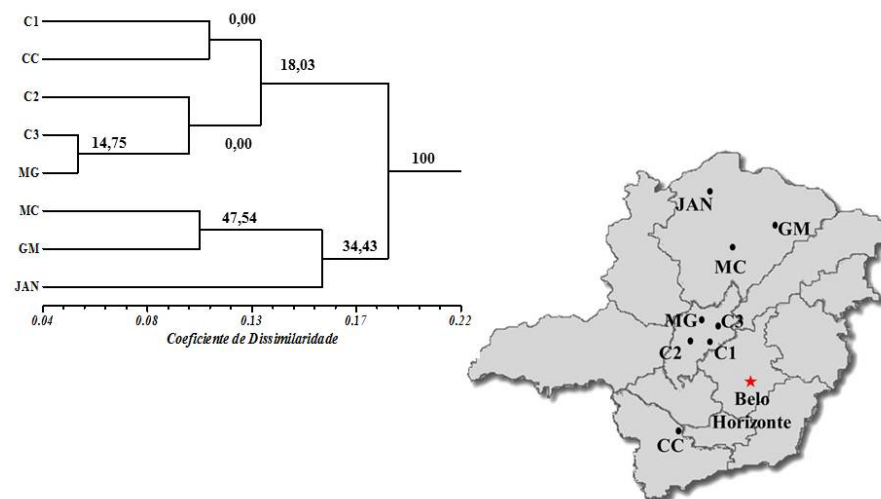 C1
0,00
CC
18,03
C2
C3
14,75
0,00
MG
100
MC
47,54
GM
34,43
JAN
0.04
0.08
0.13
0.17
0.22
Coeficiente de Dissimilaridade
JAN
GM
MC
MG
C3
C2
C1
Belo
Horizonte
CC